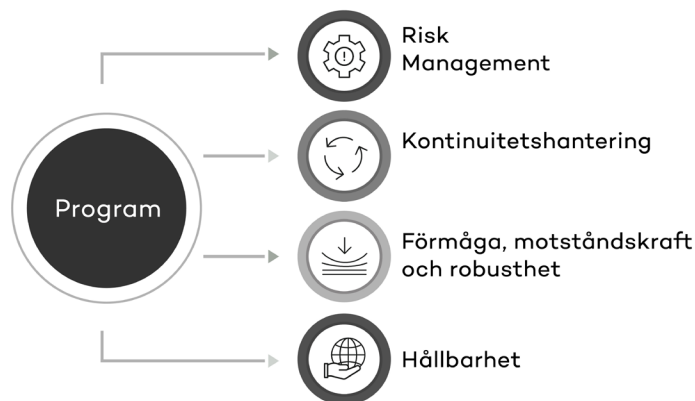 Risk
Management
Kontinuitetshantering
Program
Förmåga, motståndskraft
och robusthet
Hållbarhet